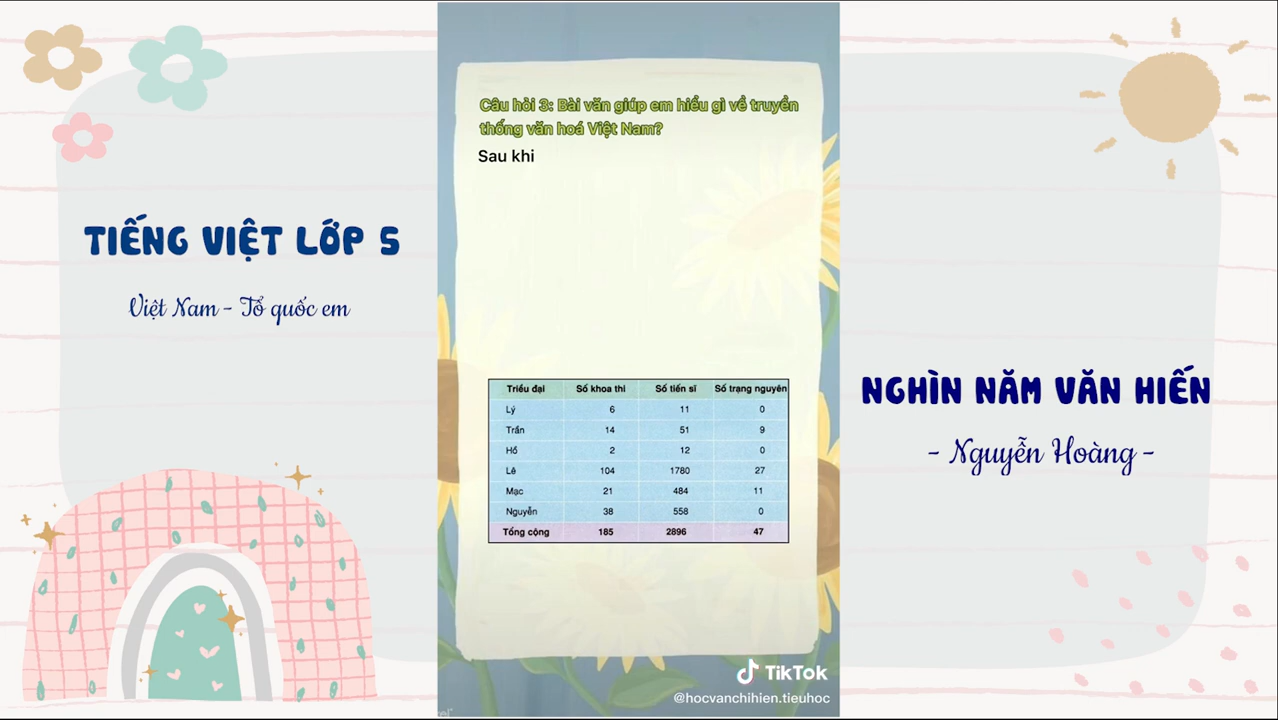 TIẾNG VIỆT LỚP 5
Việt Nam - Tổ quốc em
Câu hỏi 3: Bài văn giúp em hiểu gì về truyền
thống văn hoá Việt Nam?
Sau khi
Triều đại Số khoa thi Số tiến sĩ Số trạng nguyên
Lý 6 11 0
Trần 14 51 9
Hồ 2 12 0
Lê 104 1780 27
Mạc 21 484 11
Nguyễn 38 558 0
Tổng cộng 185 2896 47
TikTok
@hocvanchihien.tieuhoc
NGHÌN NĂM VĂN HIẾN
- Nguyễn Hoàng -